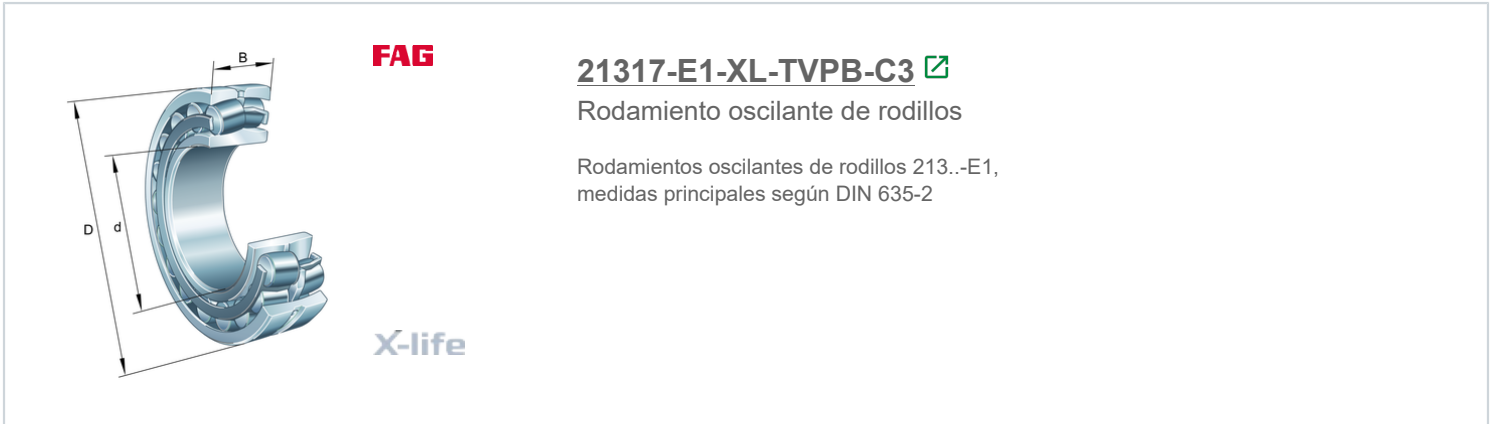 B
FAG
21317-E1-XL-TVPB-C3
Rodamiento oscilante de rodillos
Rodamientos oscilantes de rodillos 213..-E1,
medidas principales según DIN 635-2
D
d
X-life